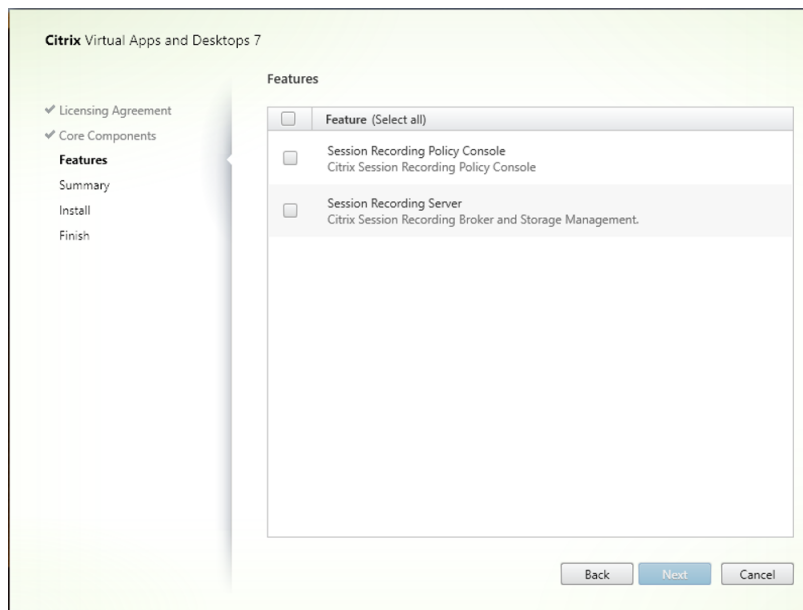 Citrix Virtual Apps and Desktops 7
Licensing Agreement
Core Components
Features
Summary
Install
Finish
Features
Feature (Select all)
Session Recording Policy Console
Citrix Session Recording Policy Console
Session Recording Server
Citrix Session Recording Broker and Storage Management.
Back
Next
Cancel